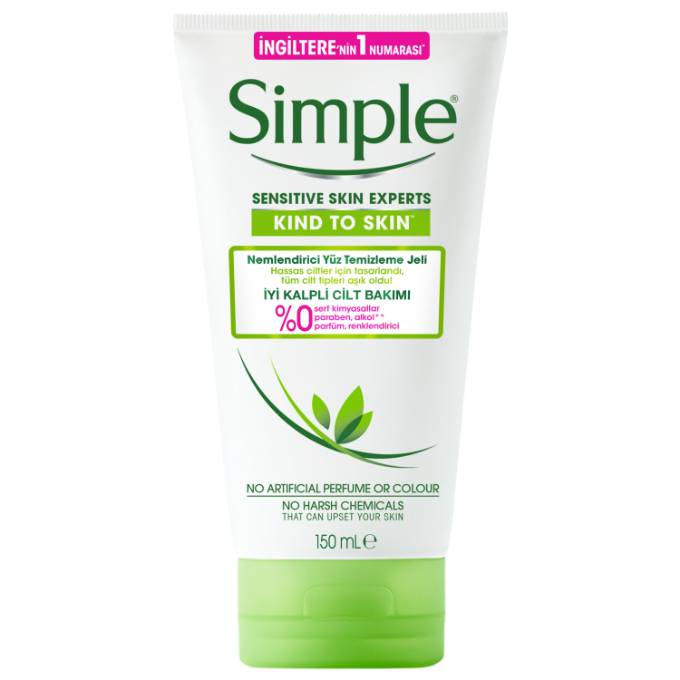 İNGİLTERE'NİN 1 NUMARASI*
Simple®
SENSITIVE SKIN EXPERTS
KIND TO SKIN™
Nemlendirici Yüz Temizleme Jeli
Hassas ciltler için tasarlandı,
tüm cilt tipleri aşık oldu!
İYİ KALPLİ CİLT BAKIMI
%0 sert kimyasallar
paraben, alkol**
parfüm, renklendirici
NO ARTIFICIAL PERFUME OR COLOUR
NO HARSH CHEMICALS
THAT CAN UPSET YOUR SKIN
150 mL℮